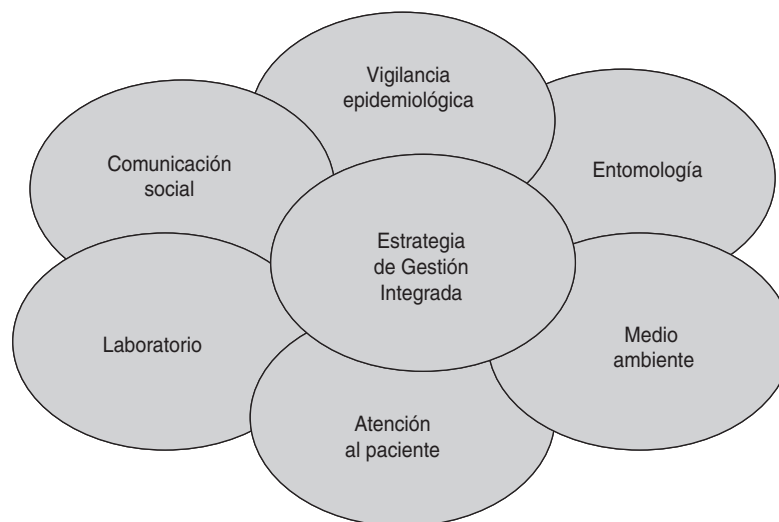 Vigilancia
epidemiológica
Comunicación
social
Entomología
Estrategia
de Gestión
Integrada
Laboratorio
Medio
ambiente
Atención
al paciente